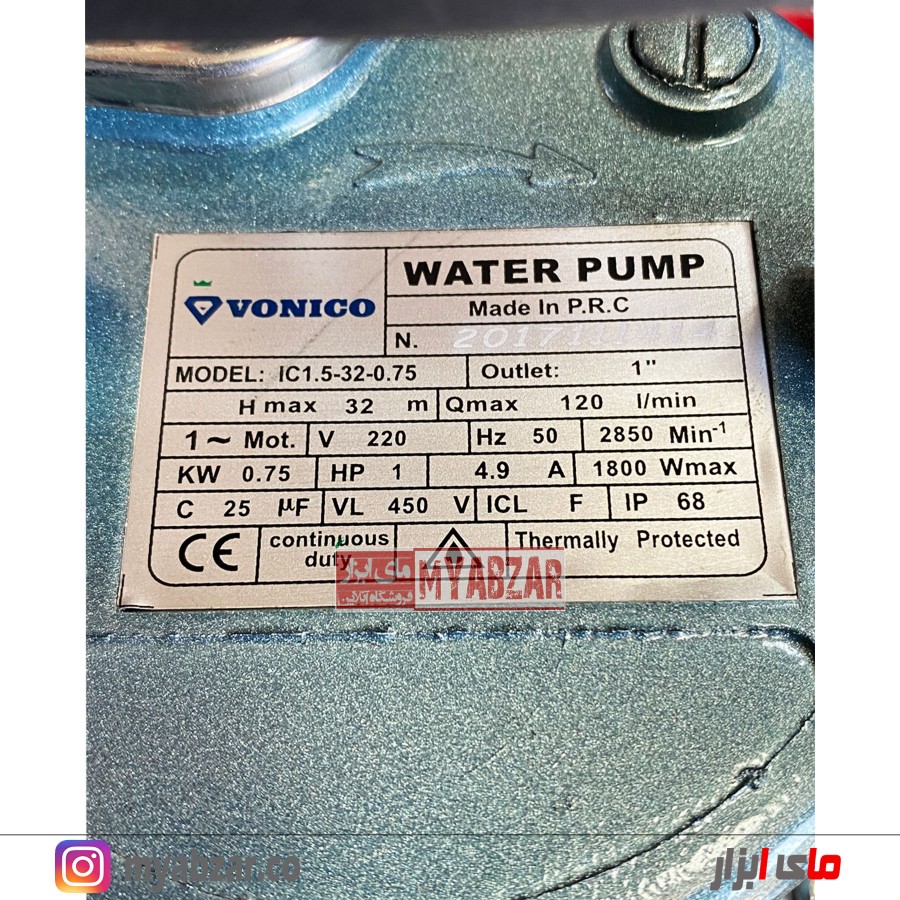 VONICO
WATER PUMP
Made In P.R.C
N.
MODEL: IC1.5-32-0.75 Outlet: 1"
H max 32 m Qmax 120 l/min
1~ Mot. V 220 Hz 50 2850 Min-1
KW 0.75 HP 1 4.9 A 1800 Wmax
C 25 µF VL 450 V ICL F IP 68
CE continuous Thermally Protected
duty
مای ابزار MYABZAR
فروشگاه آنلاین
myabzar.co مای ابزار